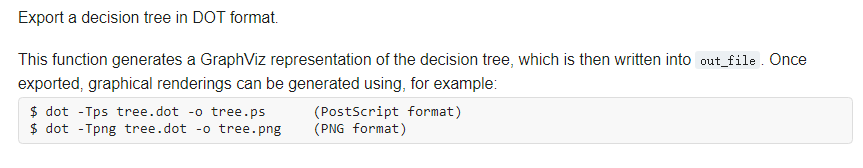 Export a decision tree in DOT format.
This function generates a GraphViz representation of the decision tree, which is then written into out_file . Once
exported, graphical renderings can be generated using, for example:
$ dot -Tps tree.dot -o tree.ps (PostScript format)
$ dot -Tpng tree.dot -o tree.png (PNG format)